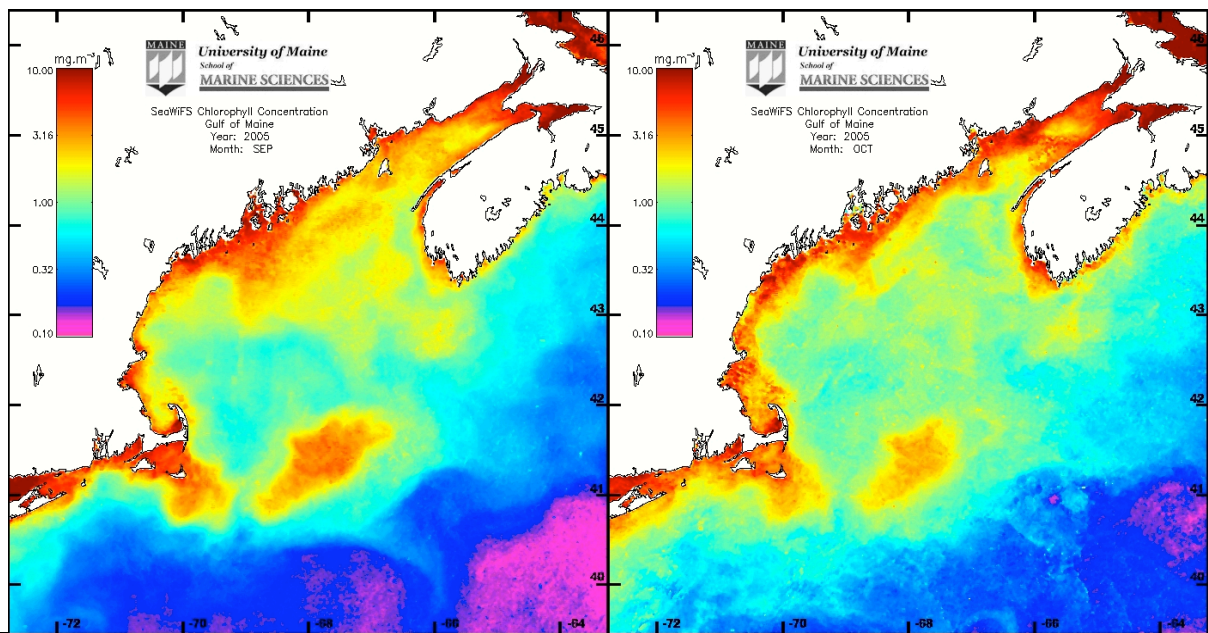 MAINE
University of Maine
School of
MARINE SCIENCES
SeaWiFS Chlorophyll Concentration
Gulf of Maine
Year: 2005
Month: SEP
mg.m⁻³
10.00
3.16
1.00
0.32
0.10
46
45
44
43
42
41
40
-72
-70
-68
-66
-64
MAINE
University of Maine
School of
MARINE SCIENCES
SeaWiFS Chlorophyll Concentration
Gulf of Maine
Year: 2005
Month: OCT
mg.m⁻³
10.00
3.16
1.00
0.32
0.10
46
45
44
43
42
41
40
-72
-70
-68
-66
-64